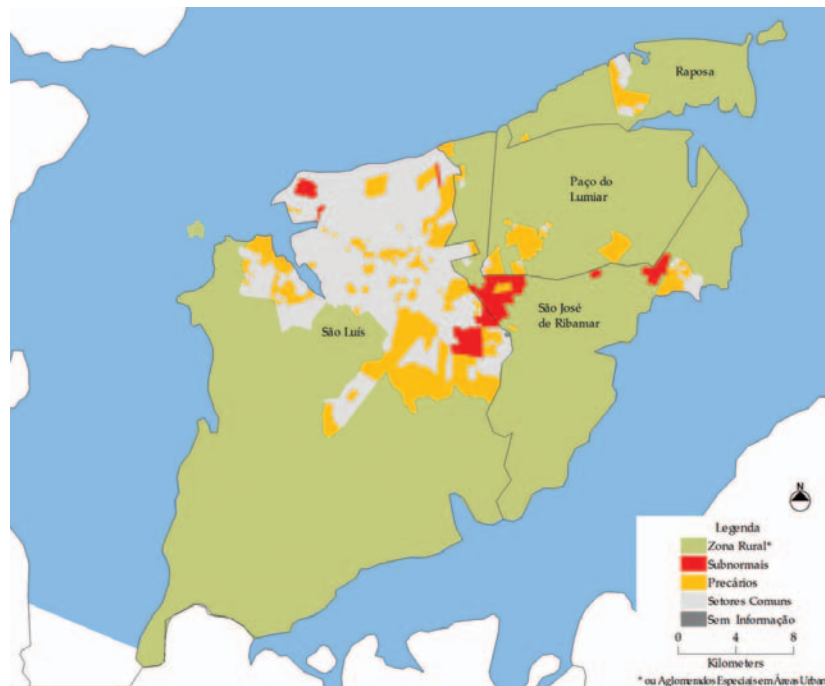 Raposa
Paço do
Lumiar
São José
de Ribamar
São Luís
N
Legenda
Zona Rural*
Subnormais
Precários
Setores Comuns
Sem Informação
0 4 8
Kilometers
* ou Aglomerados Especiais em Áreas Urban